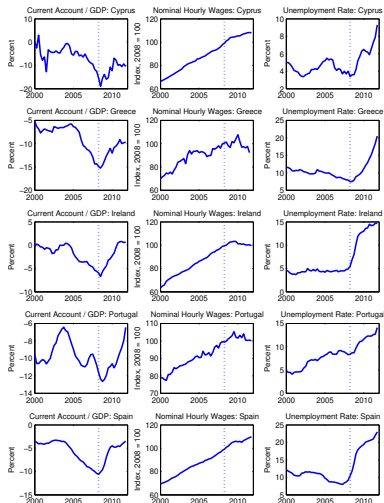 Current Account / GDP: Cyprus
Percent
10
0
−10
−20
2000 2005 2010
Nominal Hourly Wages: Cyprus
Index, 2008 = 100
120
100
80
60
2000 2005 2010
Unemployment Rate: Cyprus
Percent
10
8
6
4
2
2000 2005 2010
Current Account / GDP: Greece
Percent
−5
−10
−15
−20
2000 2005 2010
Nominal Hourly Wages: Greece
Index, 2008 = 100
120
100
80
60
2000 2005 2010
Unemployment Rate: Greece
Percent
25
20
15
10
5
2000 2005 2010
Current Account / GDP: Ireland
Percent
5
0
−5
−10
2000 2005 2010
Nominal Hourly Wages: Ireland
Index, 2008 = 100
120
100
80
60
2000 2005 2010
Unemployment Rate: Ireland
Percent
15
10
5
0
2000 2005 2010
Current Account / GDP: Portugal
Percent
−6
−8
−10
−12
−14
2000 2005 2010
Nominal Hourly Wages: Portugal
Index, 2008 = 100
110
100
90
80
70
2000 2005 2010
Unemployment Rate: Portugal
Percent
15
10
5
0
2000 2005 2010
Current Account / GDP: Spain
Percent
0
−5
−10
−15
2000 2005 2010
Nominal Hourly Wages: Spain
Index, 2008 = 100
120
100
80
60
2000 2005 2010
Unemployment Rate: Spain
Percent
25
20
15
10
5
2000 2005 2010